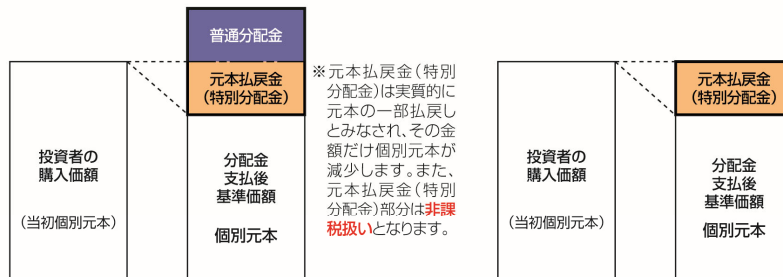 普通分配金
元本払戻金
(特別分配金)
投資者の
購入価額
(当初個別元本)
分配金
支払後
基準価額
個別元本
※元本払戻金(特別
分配金)は実質的に
元本の一部払戻し
とみなされ、その金
額だけ個別元本が
減少します。また、
元本払戻金(特別
分配金)部分は非課
税扱いとなります。
投資者の
購入価額
(当初個別元本)
元本払戻金
(特別分配金)
分配金
支払後
基準価額
個別元本